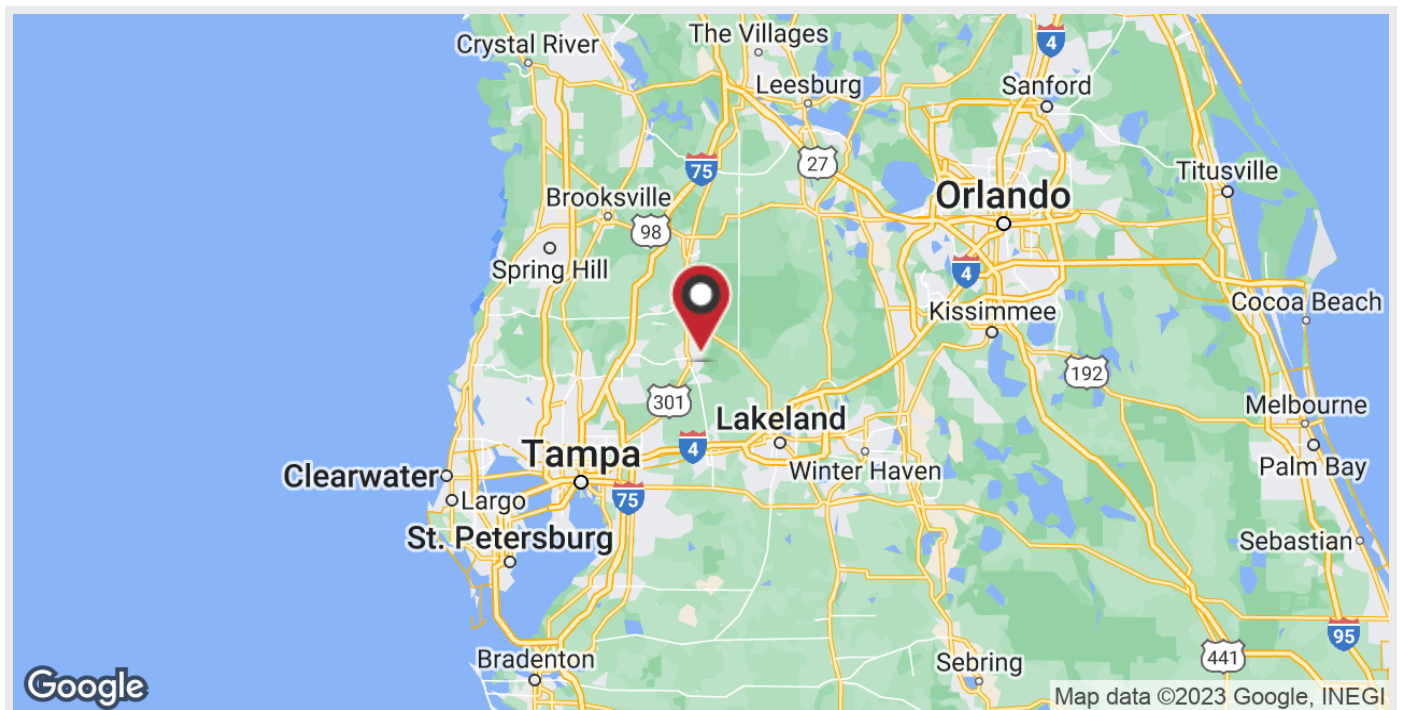 The Villages
Crystal River
4
Leesburg
Sanford
75
27
Titusville
Brooksville
Orlando
98
Spring Hill
4
Cocoa Beach
Kissimmee
192
301
Melbourne
Lakeland
4
Tampa
Palm Bay
Winter Haven
Clearwater
75
Largo
St. Petersburg
Sebastian
95
Bradenton
441
Sebring
Google
Map data ©2023 Google, INEGI